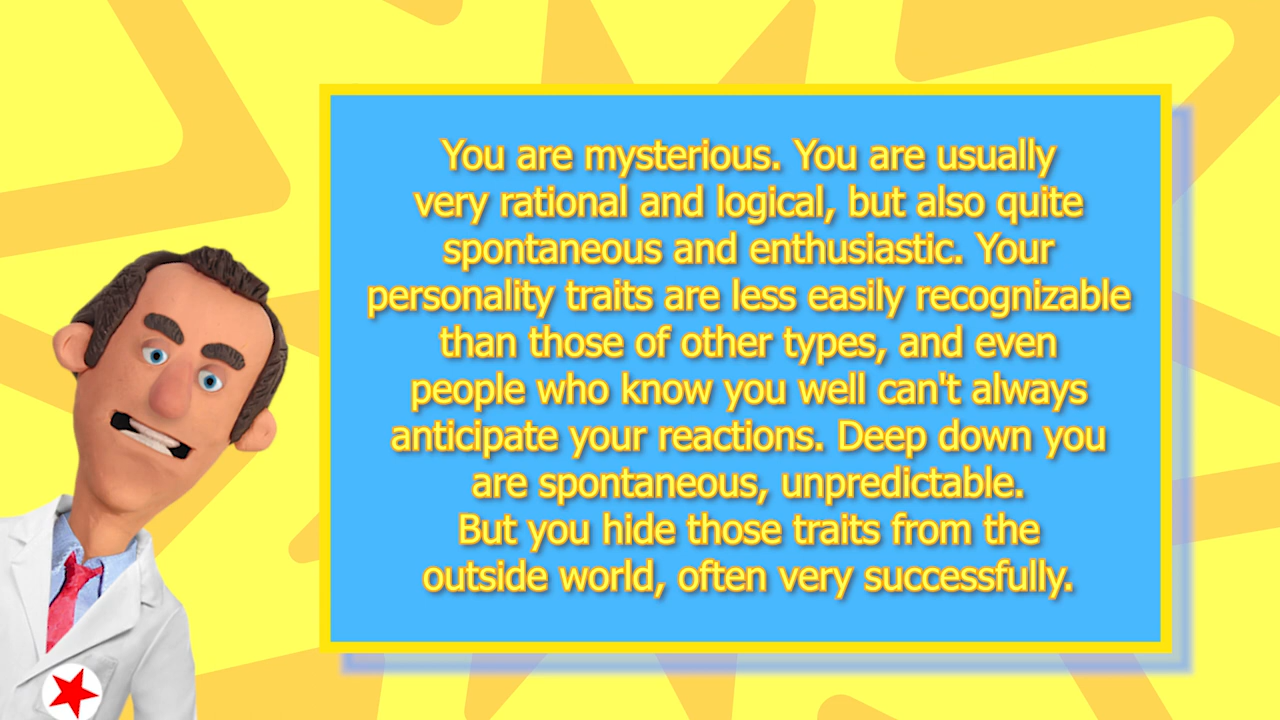 You are mysterious. You are usually
very rational and logical, but also quite
spontaneous and enthusiastic. Your
personality traits are less easily recognizable
than those of other types, and even
people who know you well can't always
anticipate your reactions. Deep down you
are spontaneous, unpredictable.
But you hide those traits from the
outside world, often very successfully.